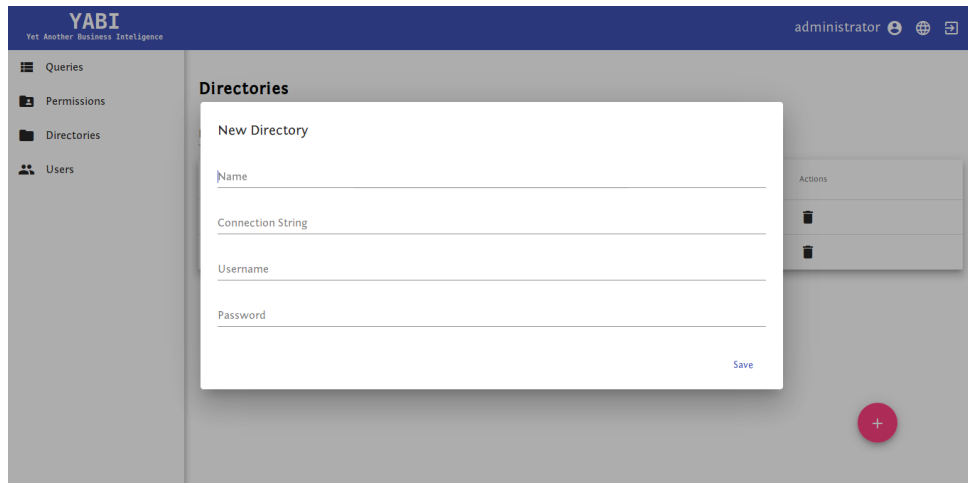 YABI
Yet Another Business Inteligence
administrator
Queries
Permissions
Directories
Users
Directories
New Directory
Name
Connection String
Username
Password
Save
Actions
+